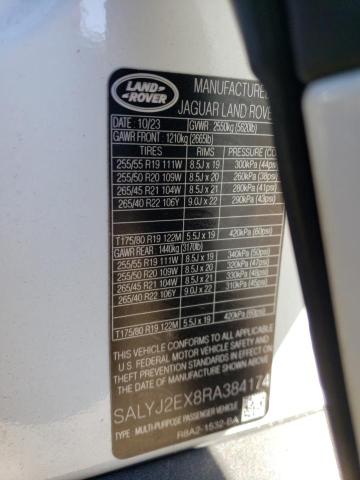 LAND
ROVER
MANUFACTURE
JAGUAR LAND ROVE
DATE: 10/23 GVWR 2550kg (5620lb)
GAWR FRONT: 1210kg (2665lb)
TIRES RIMS PRESSURE (CO
255/55 R19 111W 8.5J x 19 300kPa (44psi
255/50 R20 109W 8.5J x 20 260kPa (38psi)
265/45 R21 104W 8.5J x 21 280kPa (41psi)
265/40 R22 106Y 9.0J x 22 290kPa (43psi)
T175/80 R19 122M 5.5J x 19 420kPa (60psi)
GAWR REAR 1440kg (3170lb)
255/55 R19 111W 8.5J x 19 340kPa (50psi)
255/50 R20 109W 8.5J x 20 320kPa (47psi)
265/45 R21 104W 8.5J x 21 330kPa (48psi)
265/40 R22 106Y 9.0J x 22 310kPa (45psi)
T175/80 R19 122M 5.5J x 19 420kPa (60psi)
THIS VEHICLE CONFORMS TO ALL APPLICABLE
U S FEDERAL MOTOR VEHICLE SAFETY AND
THEFT PREVENTION STANDARDS IN EFFECT
ON THE DATE OF MANUFACTURE SHOWN ABOVE
SALYJ2EX8RA384174
TYPE: MULTI-PURPOSE PASSENGER VEHICLE
R8A2-1532-BA